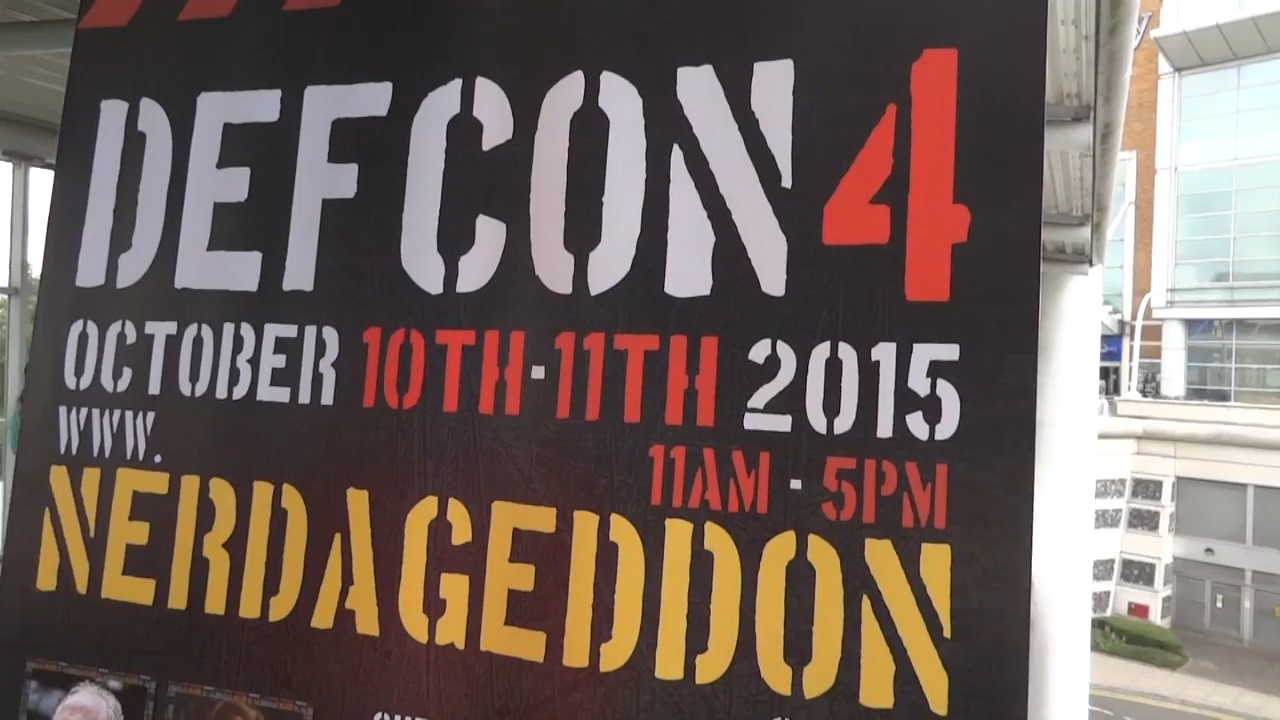 DEFCON 4
OCTOBER 10TH-11TH 2015
WWW.
11AM - 5PM
NERDAGEDDON